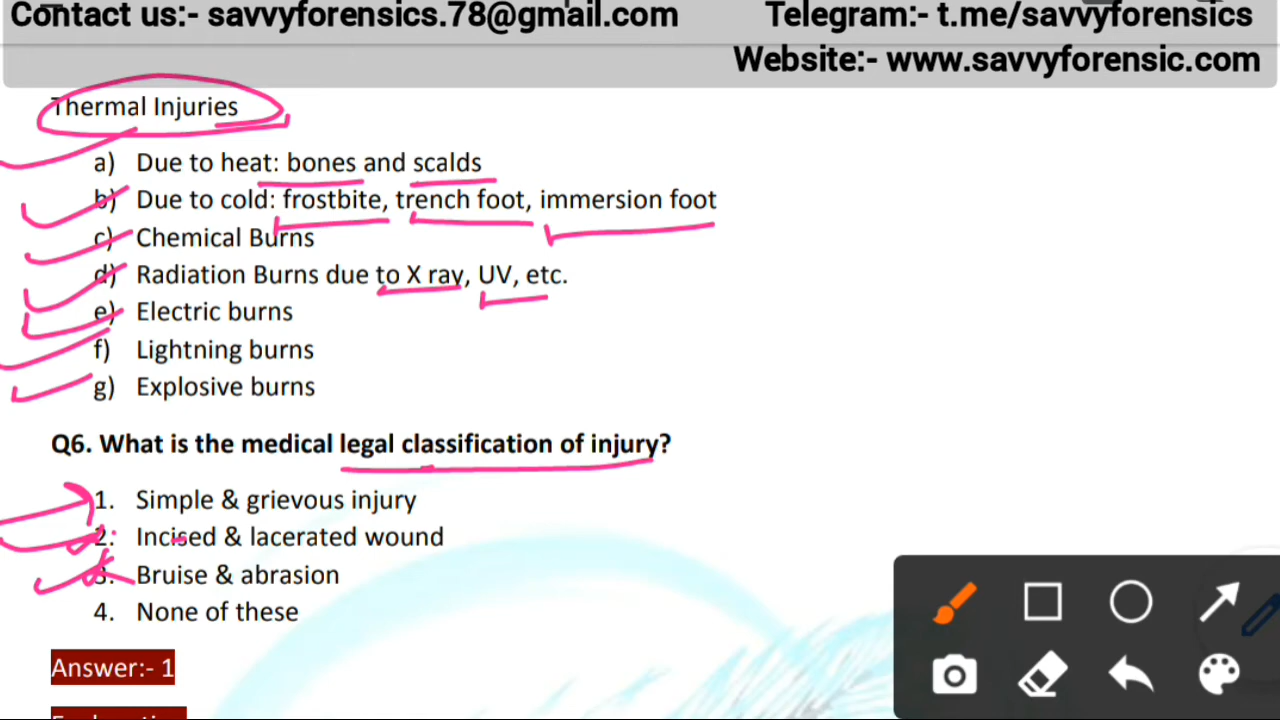 Contact us:- savvyforensics.78@gmail.com
Telegram:- t.me/savvyforensics
Website:- www.savvyforensic.com
Thermal Injuries
a) Due to heat: bones and scalds
b) Due to cold: frostbite, trench foot, immersion foot
c) Chemical Burns
d) Radiation Burns due to X ray, UV, etc.
e) Electric burns
f) Lightning burns
g) Explosive burns
Q6. What is the medical legal classification of injury?
1. Simple & grievous injury
2. Incised & lacerated wound
3. Bruise & abrasion
4. None of these
Answer:- 1